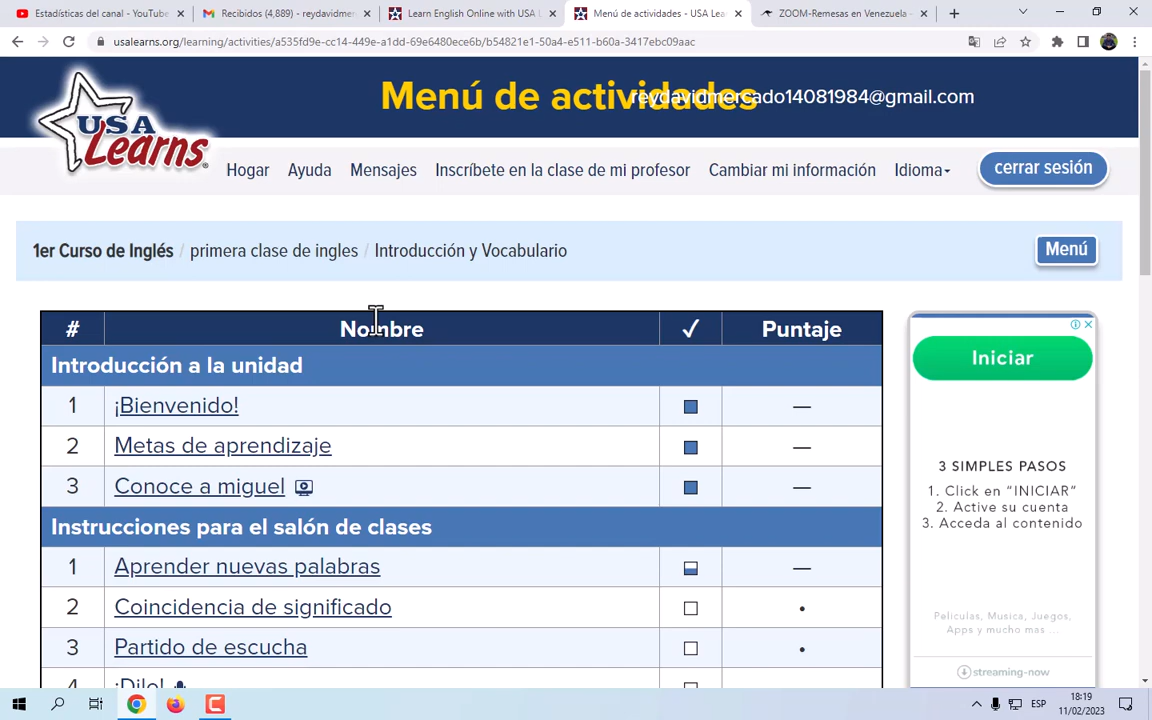 Estadísticas del canal - YouTube
Recibidos (4,889) - reydavidmer
Learn English Online with USA L
Menú de actividades - USA Lea
ZOOM-Remesas en Venezuela -
usalearns.org/learning/activities/a535fd9e-cc14-449e-a1dd-69e6480ece6b/b54821e1-50a4-e511-b60a-3417ebc09aac
USA Learns
Menú de actividades
reydavidmercado14081984@gmail.com
Hogar Ayuda Mensajes Inscríbete en la clase de mi profesor Cambiar mi información Idioma
cerrar sesión
1er Curso de Inglés / primera clase de ingles / Introducción y Vocabulario
Menú
# Nombre ✓ Puntaje
Introducción a la unidad
1 ¡Bienvenido! —
2 Metas de aprendizaje —
3 Conoce a miguel —
Instrucciones para el salón de clases
1 Aprender nuevas palabras —
2 Coincidencia de significado •
3 Partido de escucha •
4 ¡Dilo!
Iniciar
3 SIMPLES PASOS
1. Click en “INICIAR”
2. Active su cuenta
3. Acceda al contenido
Peliculas, Musica, Juegos,
Apps y mucho mas ...
streaming-now
ESP
18:19
11/02/2023